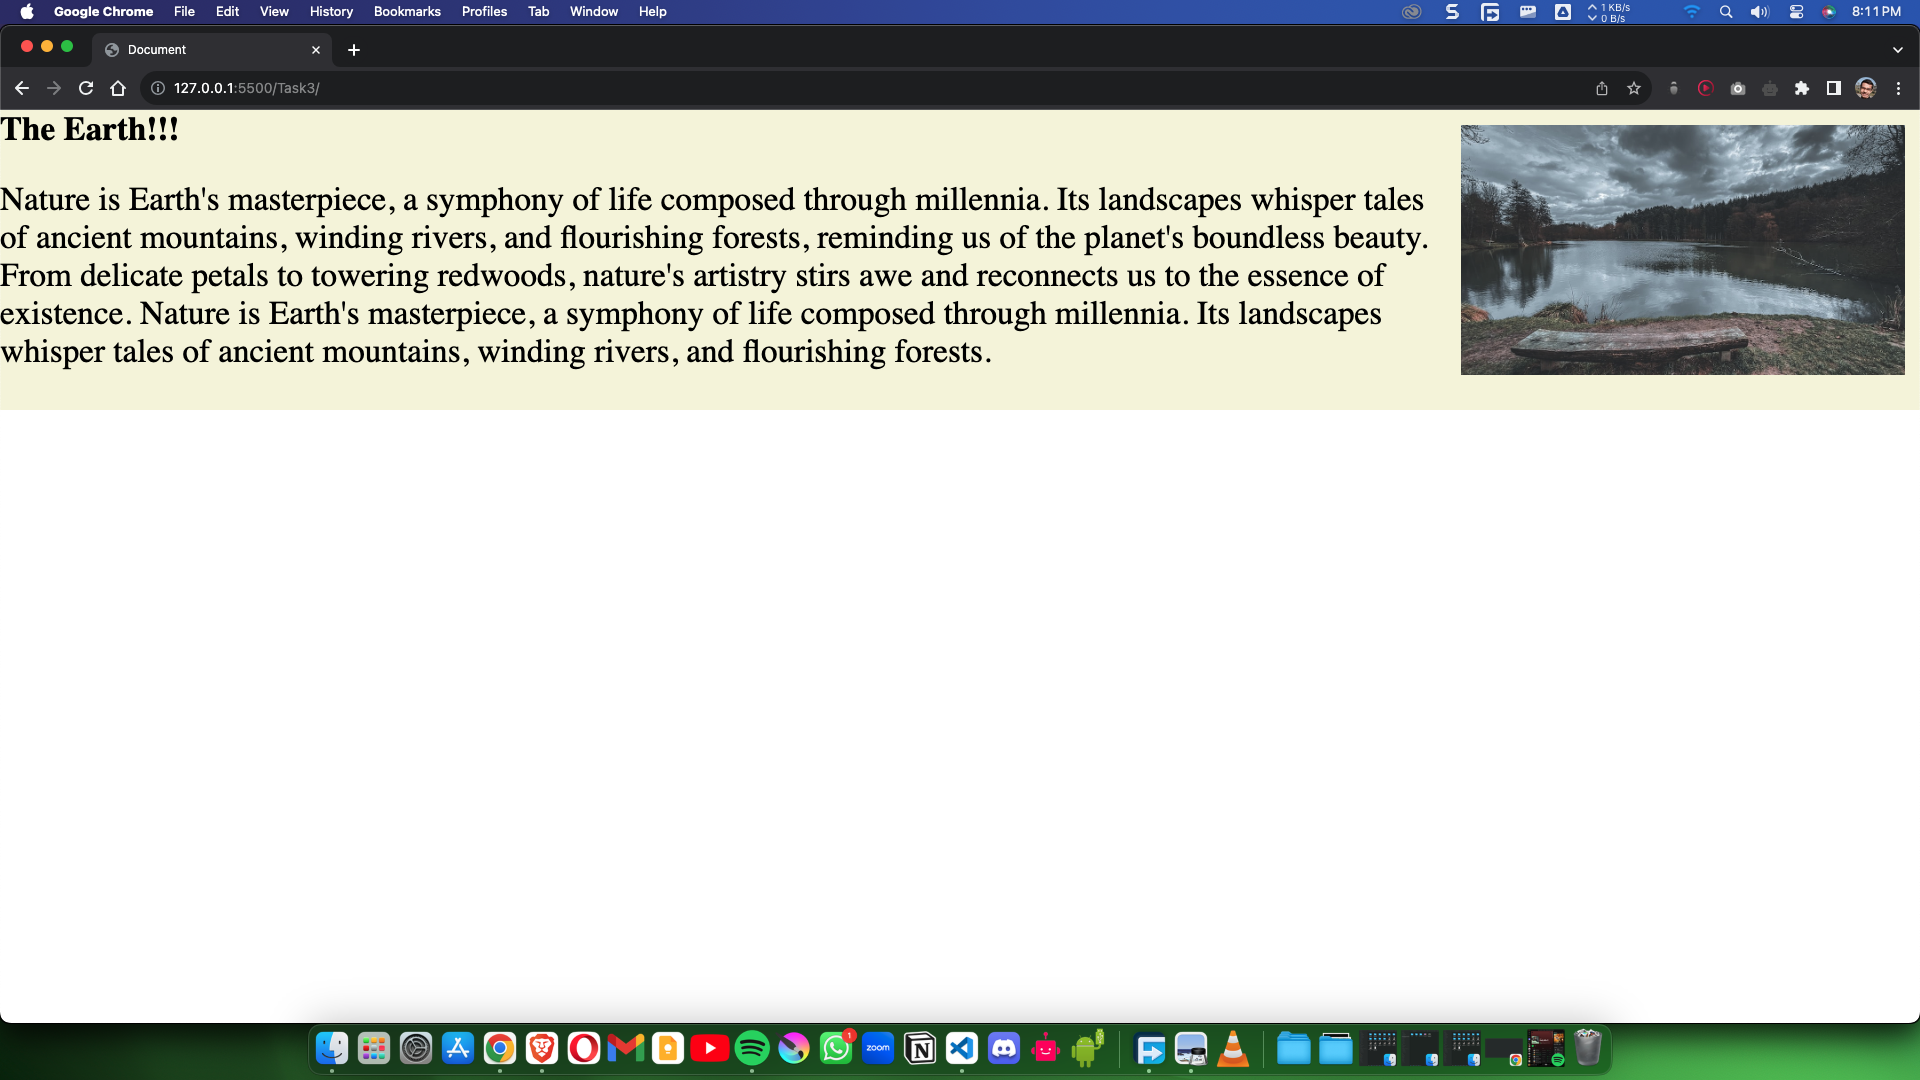 Google Chrome File Edit View History Bookmarks Profiles Tab Window Help 1 KB/s 0 B/s 8:11 PM
Document
127.0.0.1:5500/Task3/
The Earth!!!
Nature is Earth's masterpiece, a symphony of life composed through millennia. Its landscapes whisper tales
of ancient mountains, winding rivers, and flourishing forests, reminding us of the planet's boundless beauty.
From delicate petals to towering redwoods, nature's artistry stirs awe and reconnects us to the essence of
existence. Nature is Earth's masterpiece, a symphony of life composed through millennia. Its landscapes
whisper tales of ancient mountains, winding rivers, and flourishing forests.
1
zoom